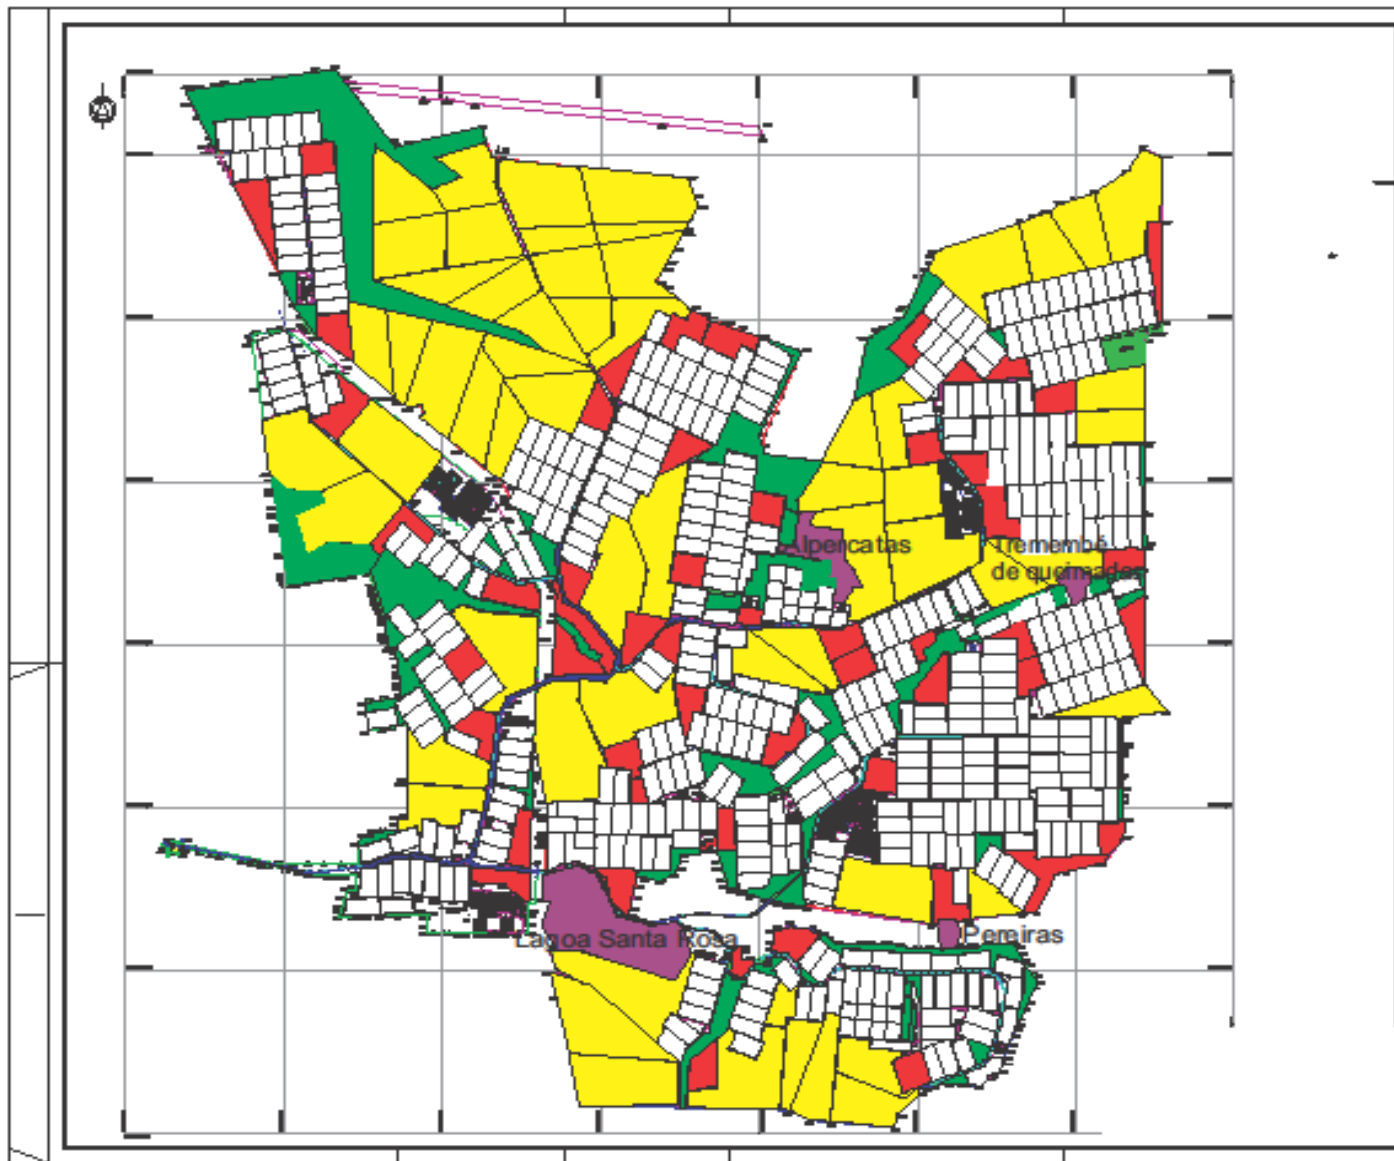 Alpercatas
Tremembé
de queimadas
Lagoa Santa Rosa
Pereiras